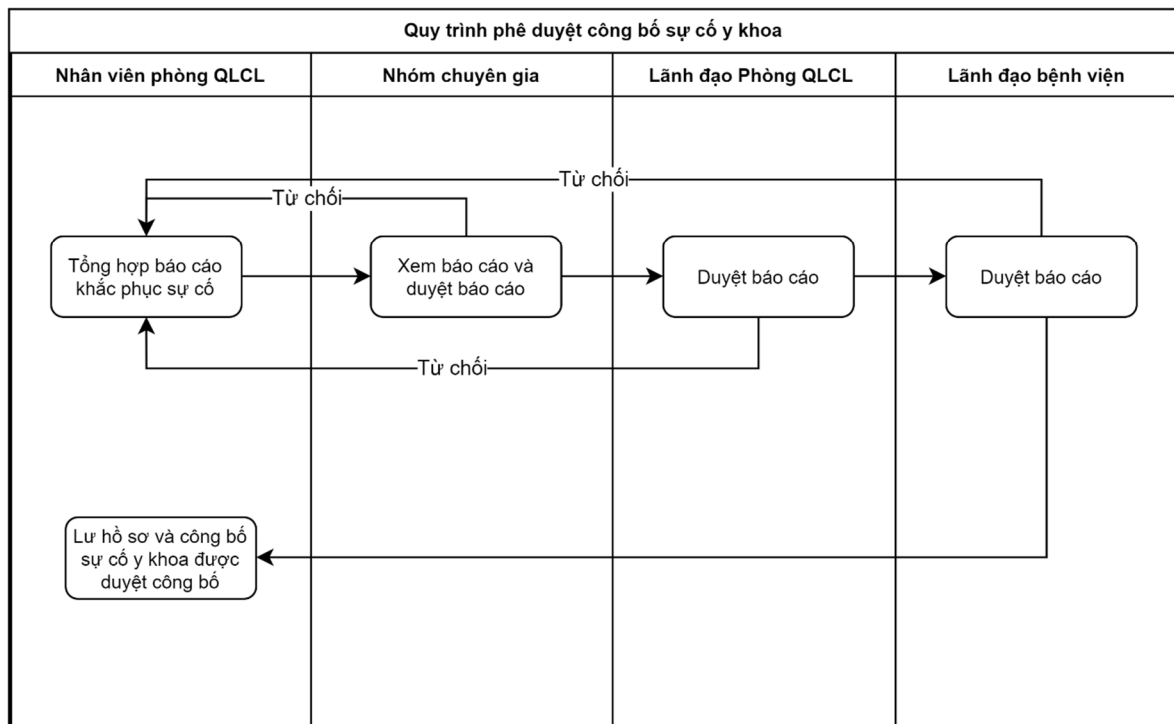 Quy trình phê duyệt công bố sự cố y khoa
Nhân viên phòng QLCL
Nhóm chuyên gia
Lãnh đạo Phòng QLCL
Lãnh đạo bệnh viện
Từ chối
Từ chối
Tổng hợp báo cáo
khắc phục sự cố
Xem báo cáo và
duyệt báo cáo
Duyệt báo cáo
Duyệt báo cáo
Từ chối
Lư hồ sơ và công bố
sự cố y khoa được
duyệt công bố